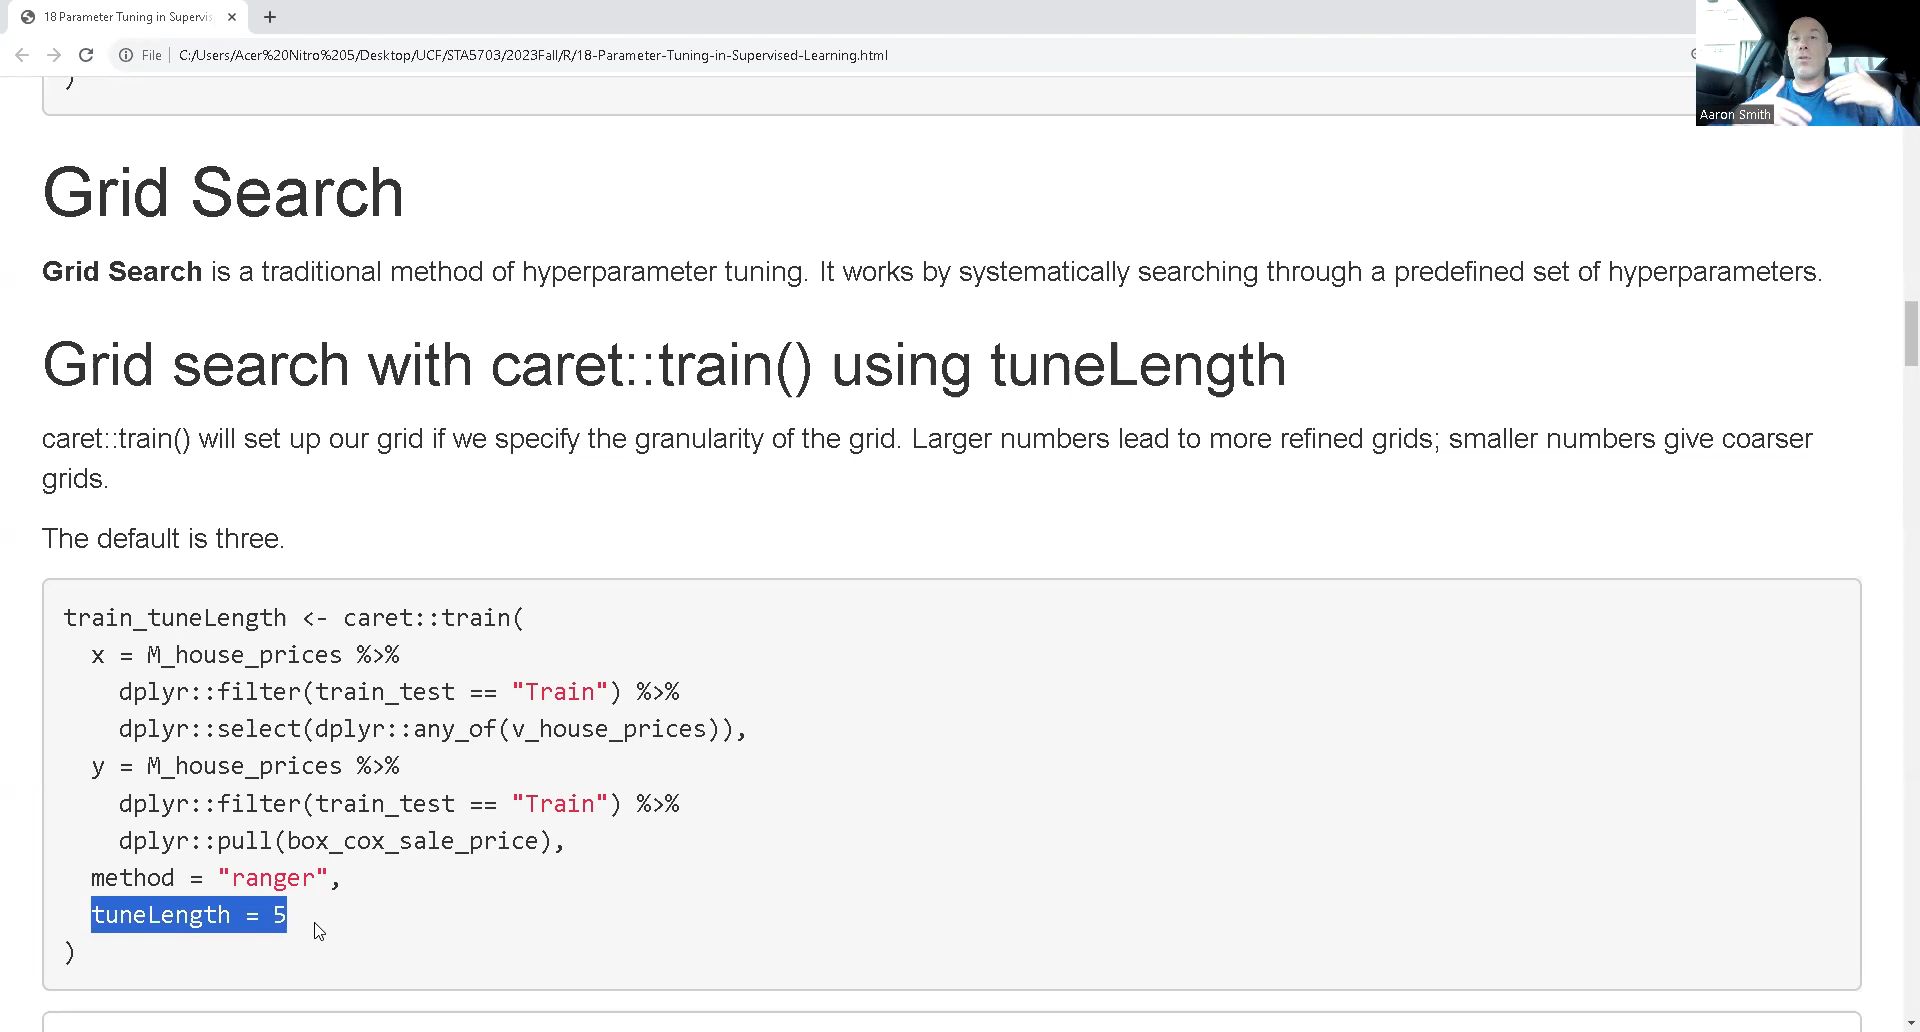 18 Parameter Tuning in Supervis
File
C:/Users/Acer%20Nitro%205/Desktop/UCF/STA5703/2023Fall/R/18-Parameter-Tuning-in-Supervised-Learning.html
Aaron Smith
)
Grid Search
Grid Search is a traditional method of hyperparameter tuning. It works by systematically searching through a predefined set of hyperparameters.
Grid search with caret::train() using tuneLength
caret::train() will set up our grid if we specify the granularity of the grid. Larger numbers lead to more refined grids; smaller numbers give coarser
grids.
The default is three.
train_tuneLength <- caret::train(
  x = M_house_prices %>%
    dplyr::filter(train_test == "Train") %>%
    dplyr::select(dplyr::any_of(v_house_prices)),
  y = M_house_prices %>%
    dplyr::filter(train_test == "Train") %>%
    dplyr::pull(box_cox_sale_price),
  method = "ranger",
  tuneLength = 5
)